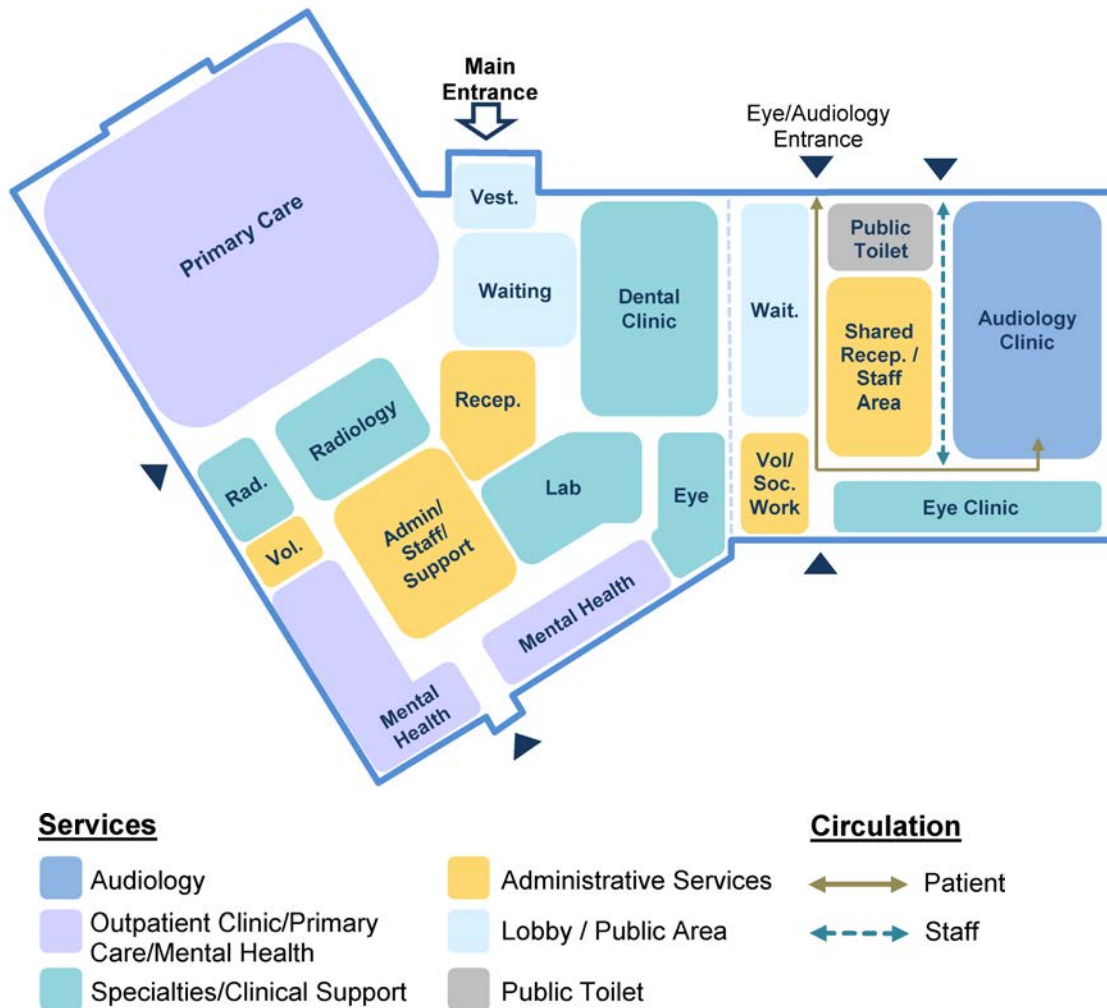 Main
Entrance
Eye/Audiology
Entrance
Primary Care
Vest.
Waiting
Dental
Clinic
Wait.
Public
Toilet
Shared
Recep. /
Staff
Area
Audiology
Clinic
Recep.
Radiology
Rad.
Vol.
Admin/
Staff/
Support
Lab
Eye
Vol/
Soc.
Work
Eye Clinic
Mental Health
Mental
Health
Services
Audiology
Outpatient Clinic/Primary
Care/Mental Health
Specialties/Clinical Support
Administrative Services
Lobby / Public Area
Public Toilet
Circulation
Patient
Staff